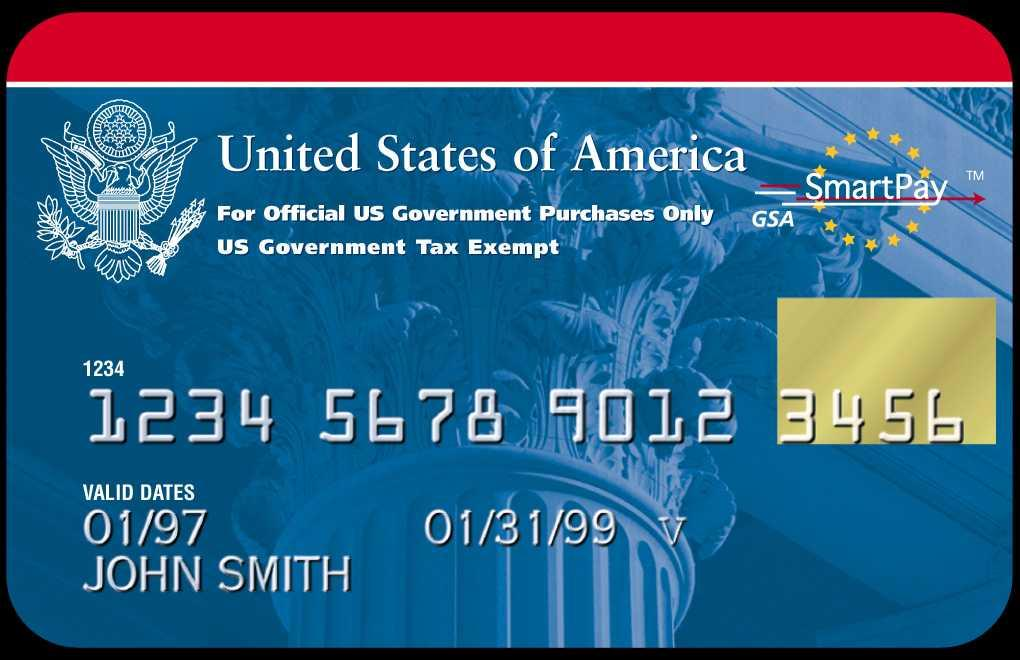 United States of America
For Official US Government Purchases Only
US Government Tax Exempt
GSA SmartPay TM
1234
1234 5678 9012 3456
VALID DATES
01/97 01/31/99 V
JOHN SMITH